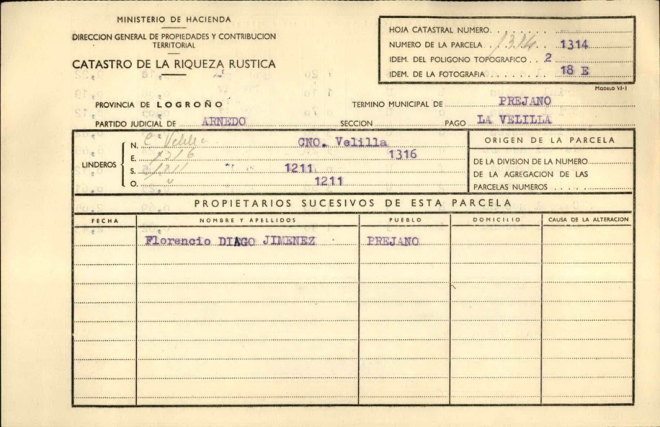 MINISTERIO DE HACIENDA
DIRECCION GENERAL DE PROPIEDADES Y CONTRIBUCION
TERRITORIAL
CATASTRO DE LA RIQUEZA RUSTICA
HOJA CATASTRAL NUMERO
NUMERO DE LA PARCELA 1314 1314
IDEM. DEL POLIGONO TOPOGRAFICO 2
IDEM. DE LA FOTOGRAFIA 18 E
Modelo VI-1
PROVINCIA DE LOGROÑO TERMINO MUNICIPAL DE PREJANO
PARTIDO JUDICIAL DE ARNEDO SECCION PAGO LA VELILLA
LINDEROS
N. Cº Velilla CNO. Velilla
E. 1316 1316
S. 1211 1211
O. " 1211
ORIGEN DE LA PARCELA
DE LA DIVISION DE LA NUMERO
DE LA AGREGACION DE LAS
PARCELAS NUMEROS
PROPIETARIOS SUCESIVOS DE ESTA PARCELA
FECHA NOMBRE Y APELLIDOS PUEBLO DOMICILIO CAUSA DE LA ALTERACION
Florencio DIAGO JIMENEZ PREJANO